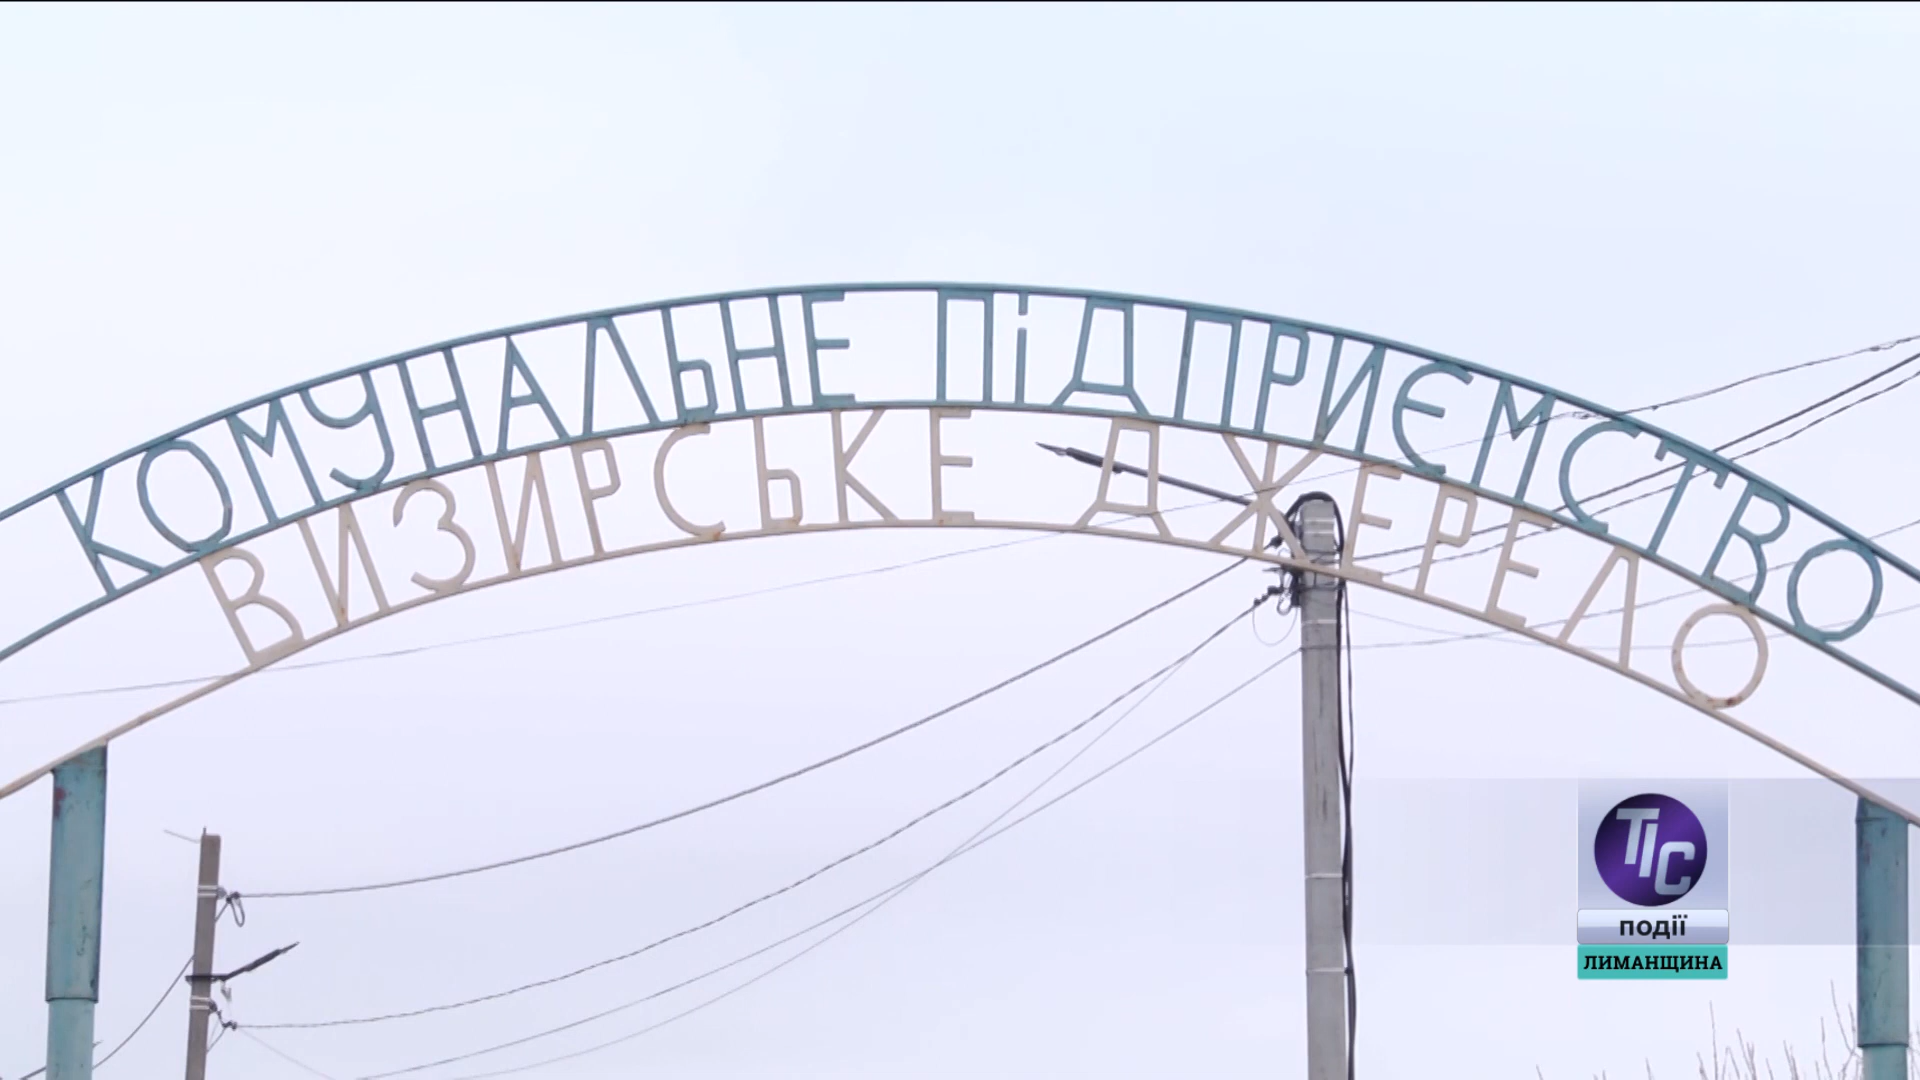 КОМУНАЛЬНЕ ПІДПРИЄМСТВО
ВИЗИРСЬКЕ ДЖЕРЕЛО
ТІС
події
ЛИМАНЩИНА